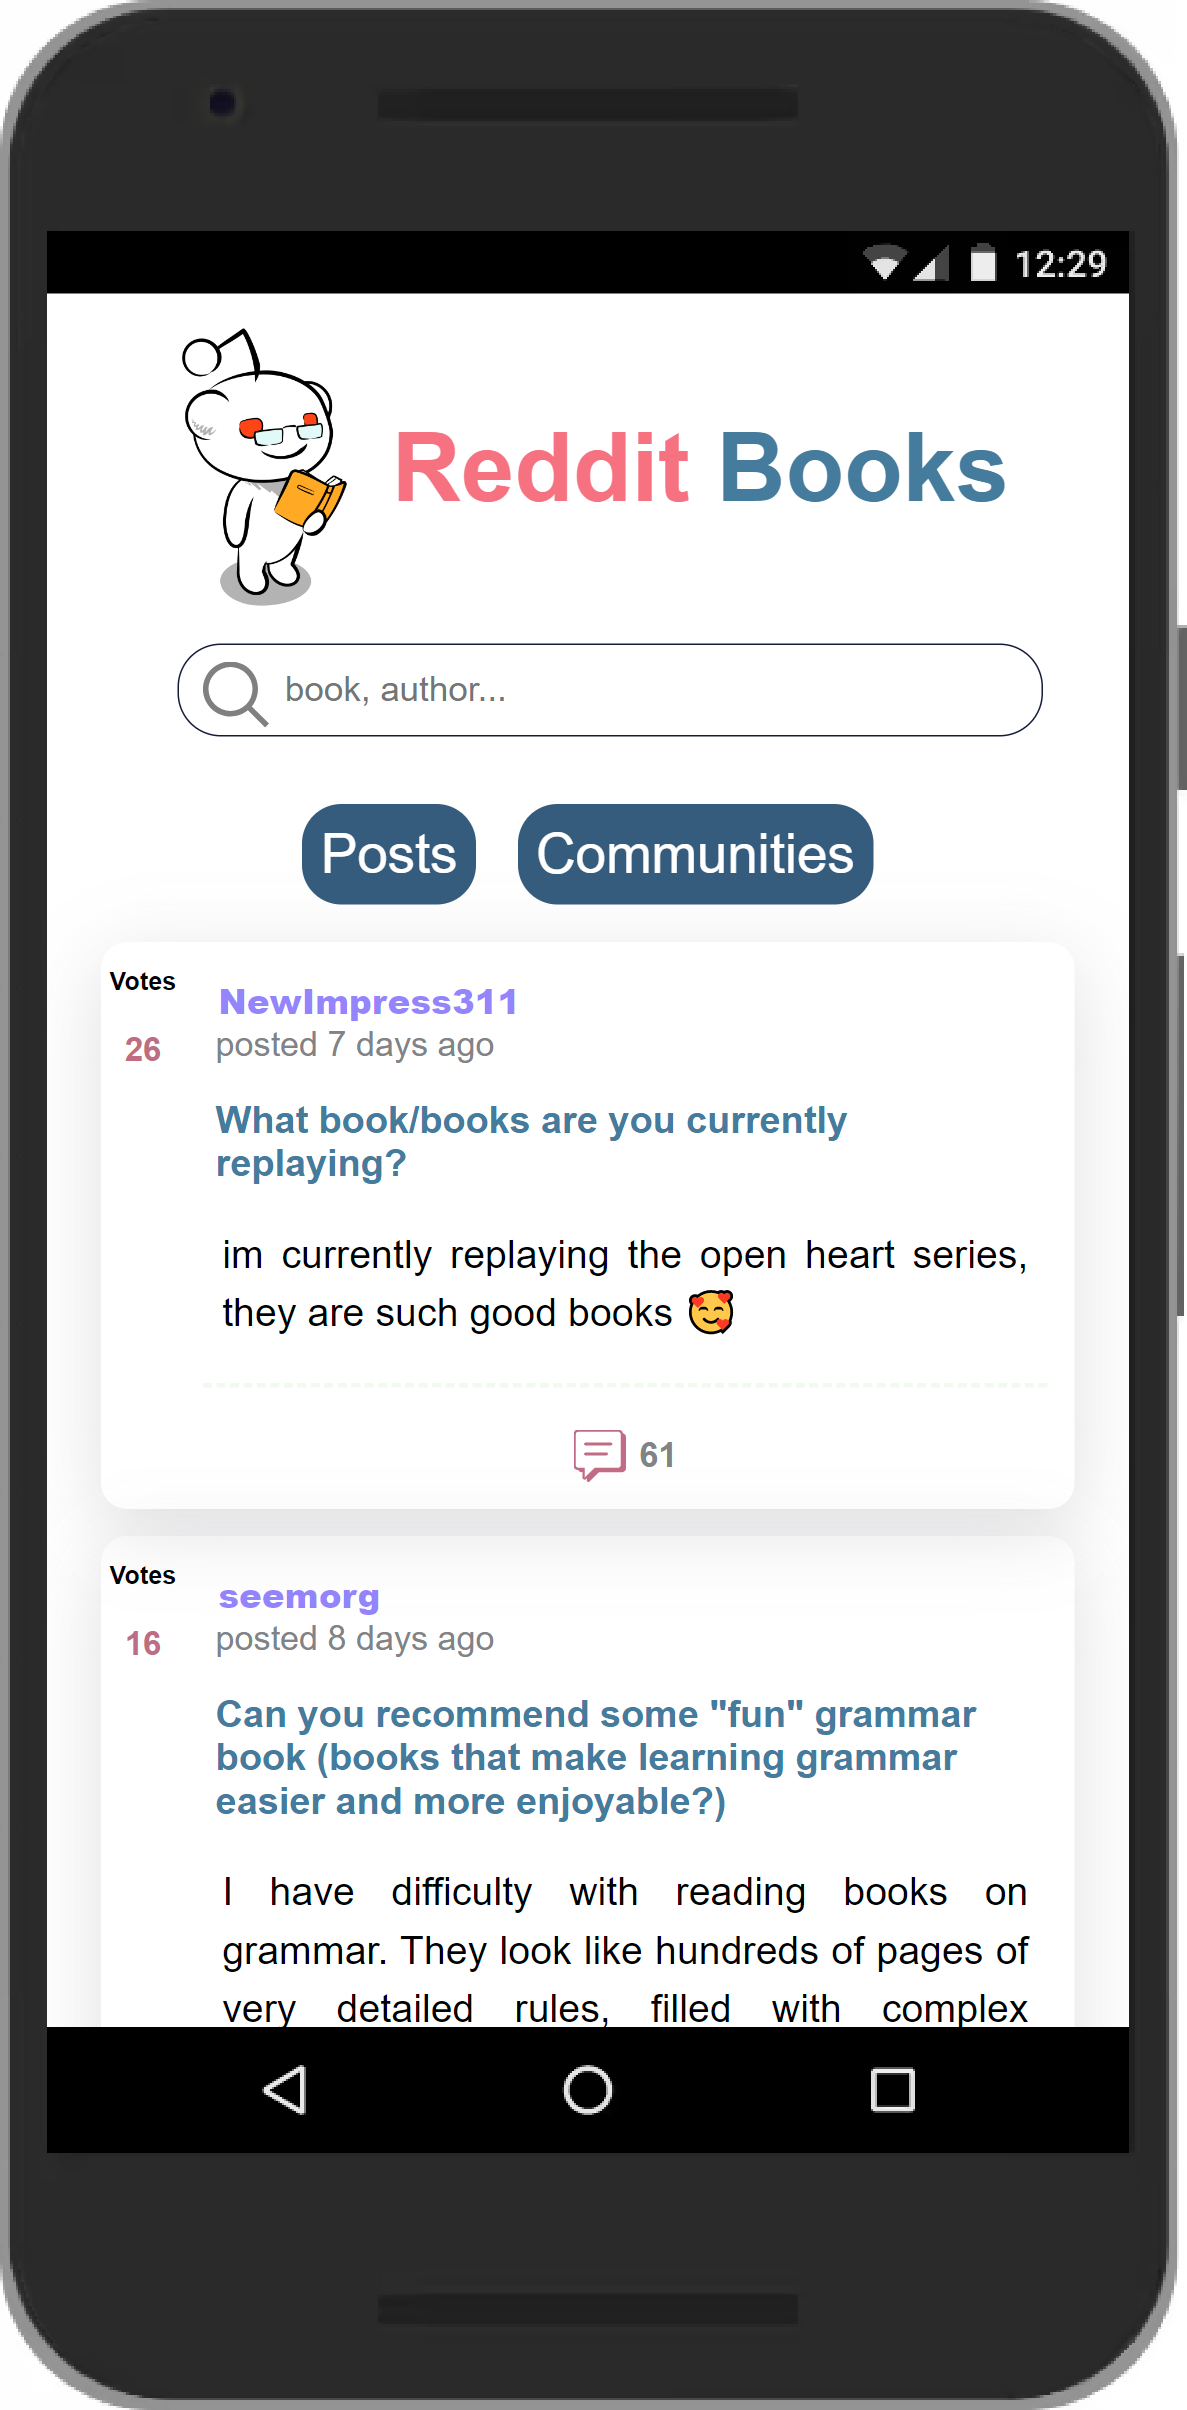 12:29
Reddit Books
book, author...
Posts Communities
Votes
NewImpress311
26
posted 7 days ago
What book/books are you currently
replaying?
im currently replaying the open heart series,
they are such good books 🥰
61
Votes
seemorg
16
posted 8 days ago
Can you recommend some "fun" grammar
book (books that make learning grammar
easier and more enjoyable?)
I have difficulty with reading books on
grammar. They look like hundreds of pages of
very detailed rules, filled with complex